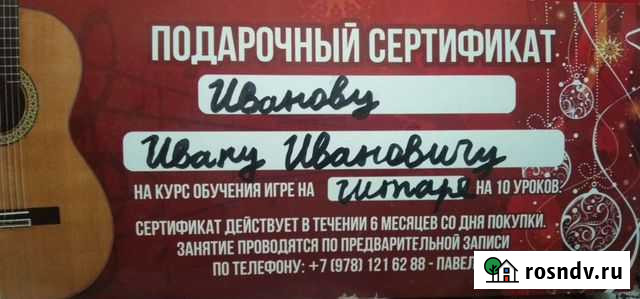 ПОДАРОЧНЫЙ СЕРТИФИКАТ
Иванову
Ивану Ивановичу
НА КУРС ОБУЧЕНИЯ ИГРЕ НА гитаре НА 10 УРОКОВ.
СЕРТИФИКАТ ДЕЙСТВУЕТ В ТЕЧЕНИИ 6 МЕСЯЦЕВ СО ДНЯ ПОКУПКИ.
ЗАНЯТИЕ ПРОВОДЯТСЯ ПО ПРЕДВАРИТЕЛЬНОЙ ЗАПИСИ
ПО ТЕЛЕФОНУ: +7 (978) 121 62 88 - ПАВЕЛ
rosndv.ru